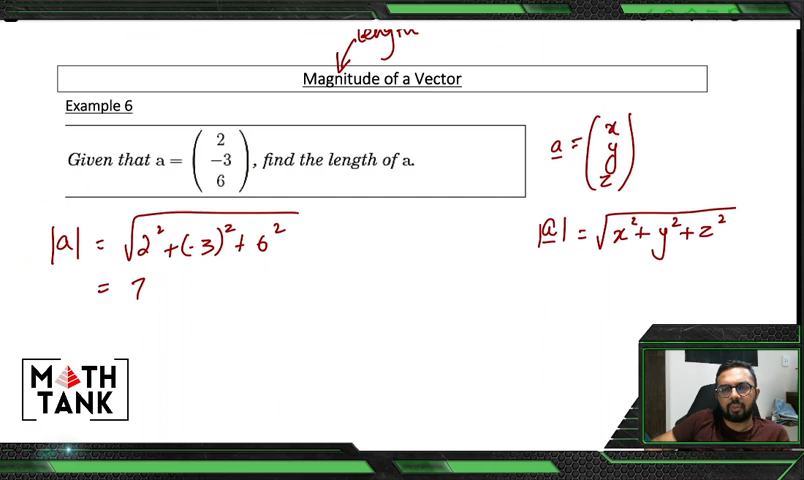 Length
Magnitude of a Vector
Example 6
Given that a = ( 2 −3 6 ), find the length of a.
a = ( x y z )
|a| = √(2² + (-3)² + 6²)
= 7
|a| = √(x² + y² + z²)
MATH
TANK